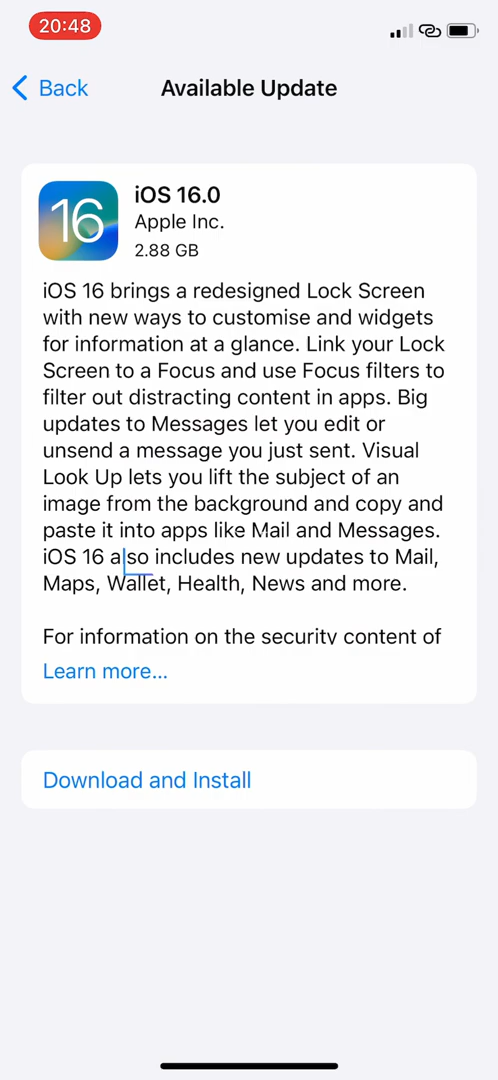 20:48
Back
Available Update
16
iOS 16.0
Apple Inc.
2.88 GB
iOS 16 brings a redesigned Lock Screen
with new ways to customise and widgets
for information at a glance. Link your Lock
Screen to a Focus and use Focus filters to
filter out distracting content in apps. Big
updates to Messages let you edit or
unsend a message you just sent. Visual
Look Up lets you lift the subject of an
image from the background and copy and
paste it into apps like Mail and Messages.
iOS 16 also includes new updates to Mail,
Maps, Wallet, Health, News and more.
For information on the security content of
Learn more...
Download and Install